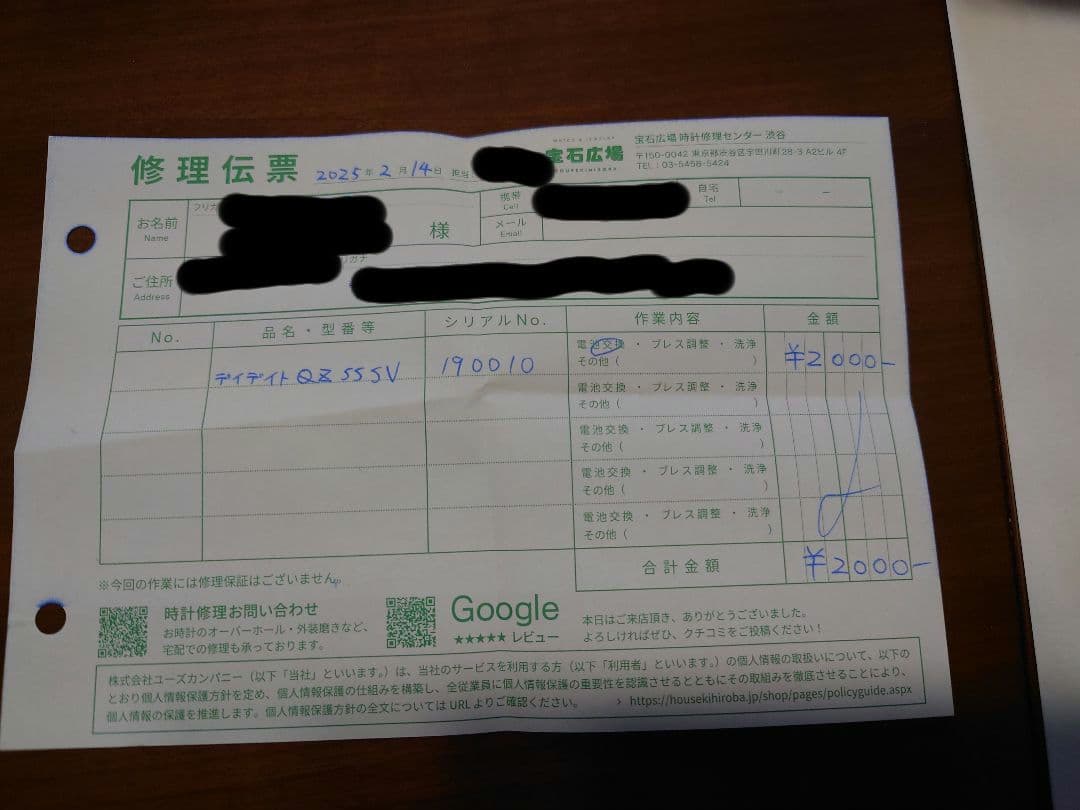 修理伝票 2025年2月14日 担当
WATCH & JEWELRY
宝石広場
HOUSEKIHIROBA
宝石広場 時計修理センター 渋谷
〒150-0042 東京都渋谷区宇田川町28-3 A2ビル 4F
TEL：03-5458-5424
お名前
Name
フリガ
様
携帯
Cell
自宅
Tel
メール
Email
ご住所
Address
リガナ
No. 品名・型番等 シリアルNo. 作業内容 金額
デイデイト QZ SS SV 190010 電池交換 ・ ブレス調整 ・ 洗浄 ¥2000-
その他（ ）
電池交換 ・ ブレス調整 ・ 洗浄
その他（ ）
電池交換 ・ ブレス調整 ・ 洗浄
その他（ ）
電池交換 ・ ブレス調整 ・ 洗浄
その他（ ）
電池交換 ・ ブレス調整 ・ 洗浄
その他（ ）
合計金額 ¥2000-
※今回の作業には修理保証はございません。
時計修理お問い合わせ
お時計のオーバーホール・外装磨きなど、
宅配での修理も承っております。
Google
★★★★★ レビュー
本日はご来店頂き、ありがとうございました。
よろしければぜひ、クチコミをご投稿ください！
株式会社ユーズカンパニー（以下「当社」といいます。）は、当社のサービスを利用する方（以下「利用者」といいます。）の個人情報の取扱いについて、以下の
とおり個人情報保護方針を定め、個人情報保護の仕組みを構築し、全従業員に個人情報保護の重要性を認識させるとともにその取組みを徹底させることにより、
個人情報の保護を推進します。個人情報保護方針の全文についてはURLよりご確認ください。 › https://housekihiroba.jp/shop/pages/policyguide.aspx